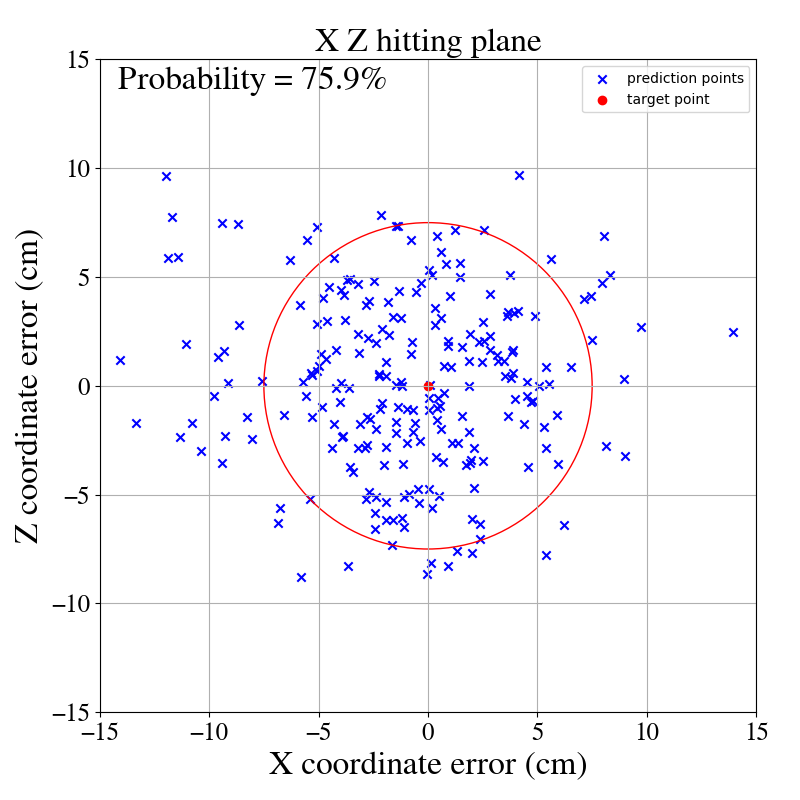 X Z hitting plane
Probability = 75.9%
prediction points
target point
15
10
5
0
−5
−10
−15
Z coordinate error (cm)
−15 −10 −5 0 5 10 15
X coordinate error (cm)